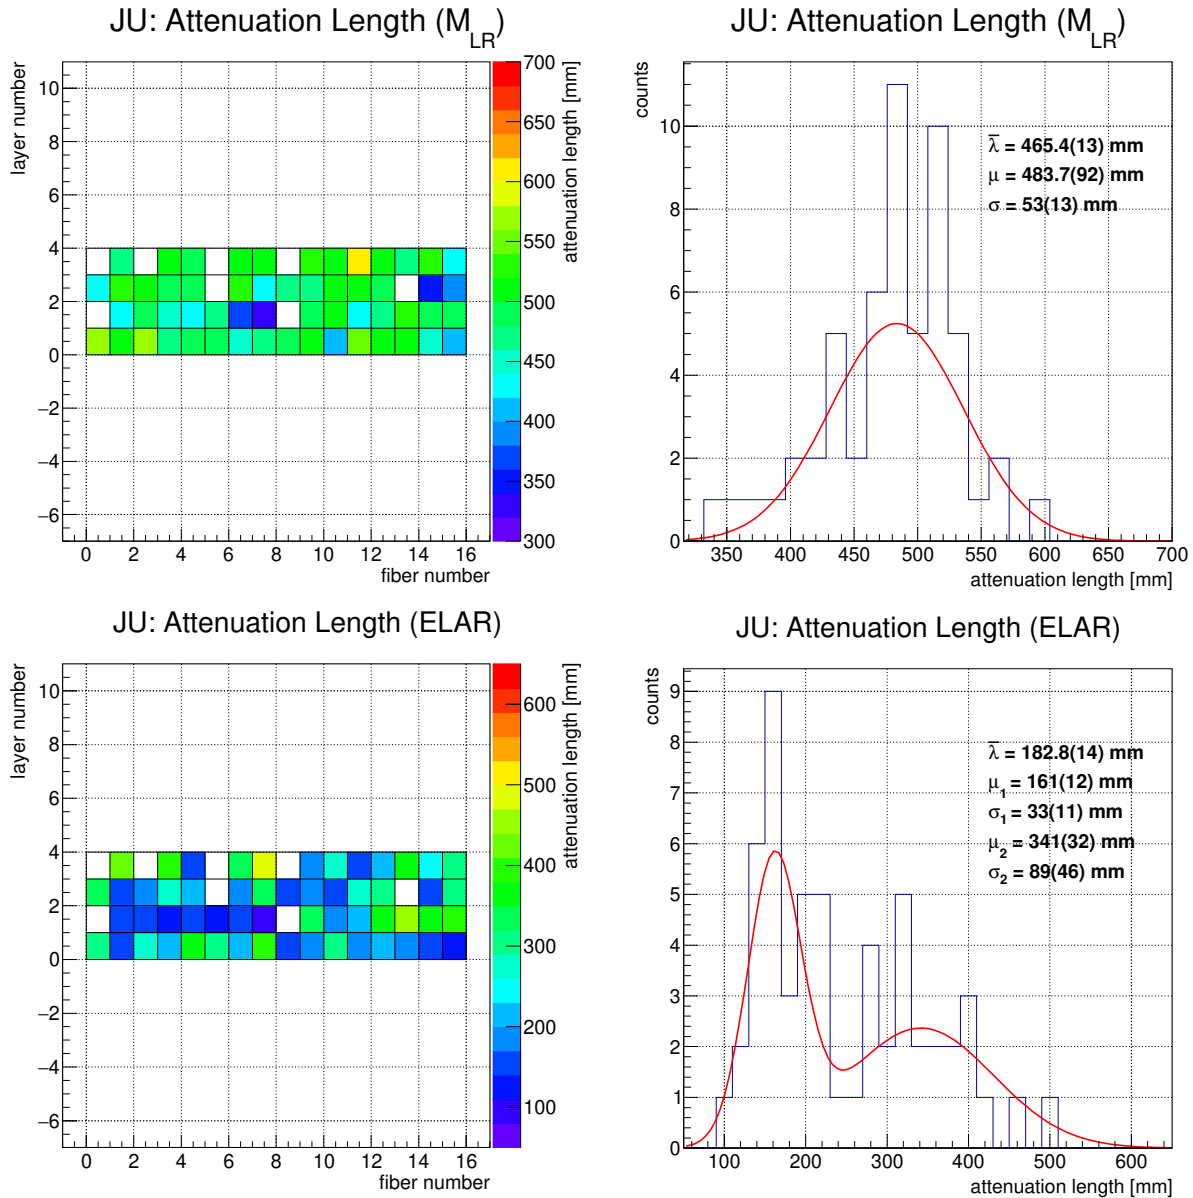 JU: Attenuation Length (M_LR)
layer number
10
8
6
4
2
0
−2
−4
−6
0 2 4 6 8 10 12 14 16
fiber number
700
650
600
550
500
450
400
350
300
attenuation length [mm]
JU: Attenuation Length (M_LR)
counts
10
8
6
4
2
0
350 400 450 500 550 600 650 700
attenuation length [mm]
λ̅ = 465.4(13) mm
μ = 483.7(92) mm
σ = 53(13) mm
JU: Attenuation Length (ELAR)
layer number
10
8
6
4
2
0
−2
−4
−6
0 2 4 6 8 10 12 14 16
fiber number
600
500
400
300
200
100
attenuation length [mm]
JU: Attenuation Length (ELAR)
counts
9
8
7
6
5
4
3
2
1
0
100 200 300 400 500 600
attenuation length [mm]
λ̅ = 182.8(14) mm
μ₁ = 161(12) mm
σ₁ = 33(11) mm
μ₂ = 341(32) mm
σ₂ = 89(46) mm